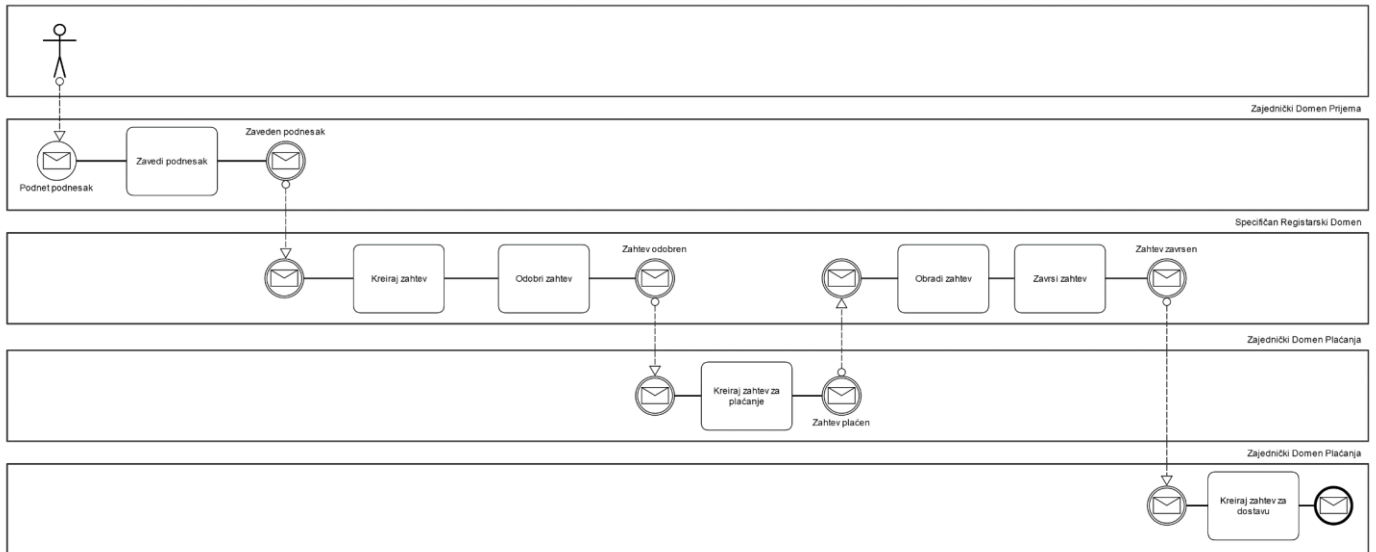 Zajednički Domen Prijema
Zaveden podnesak
Zavedi podnesak
Podnet podnesak
Specifičan Registarski Domen
Zahtev odobren
Zahtev zavrsen
Kreiraj zahtev
Odobri zahtev
Obradi zahtev
Zavrsi zahtev
Zajednički Domen Plaćanja
Kreiraj zahtev za
plaćanje
Zahtev plaćen
Zajednički Domen Plaćanja
Kreiraj zahtev za
dostavu